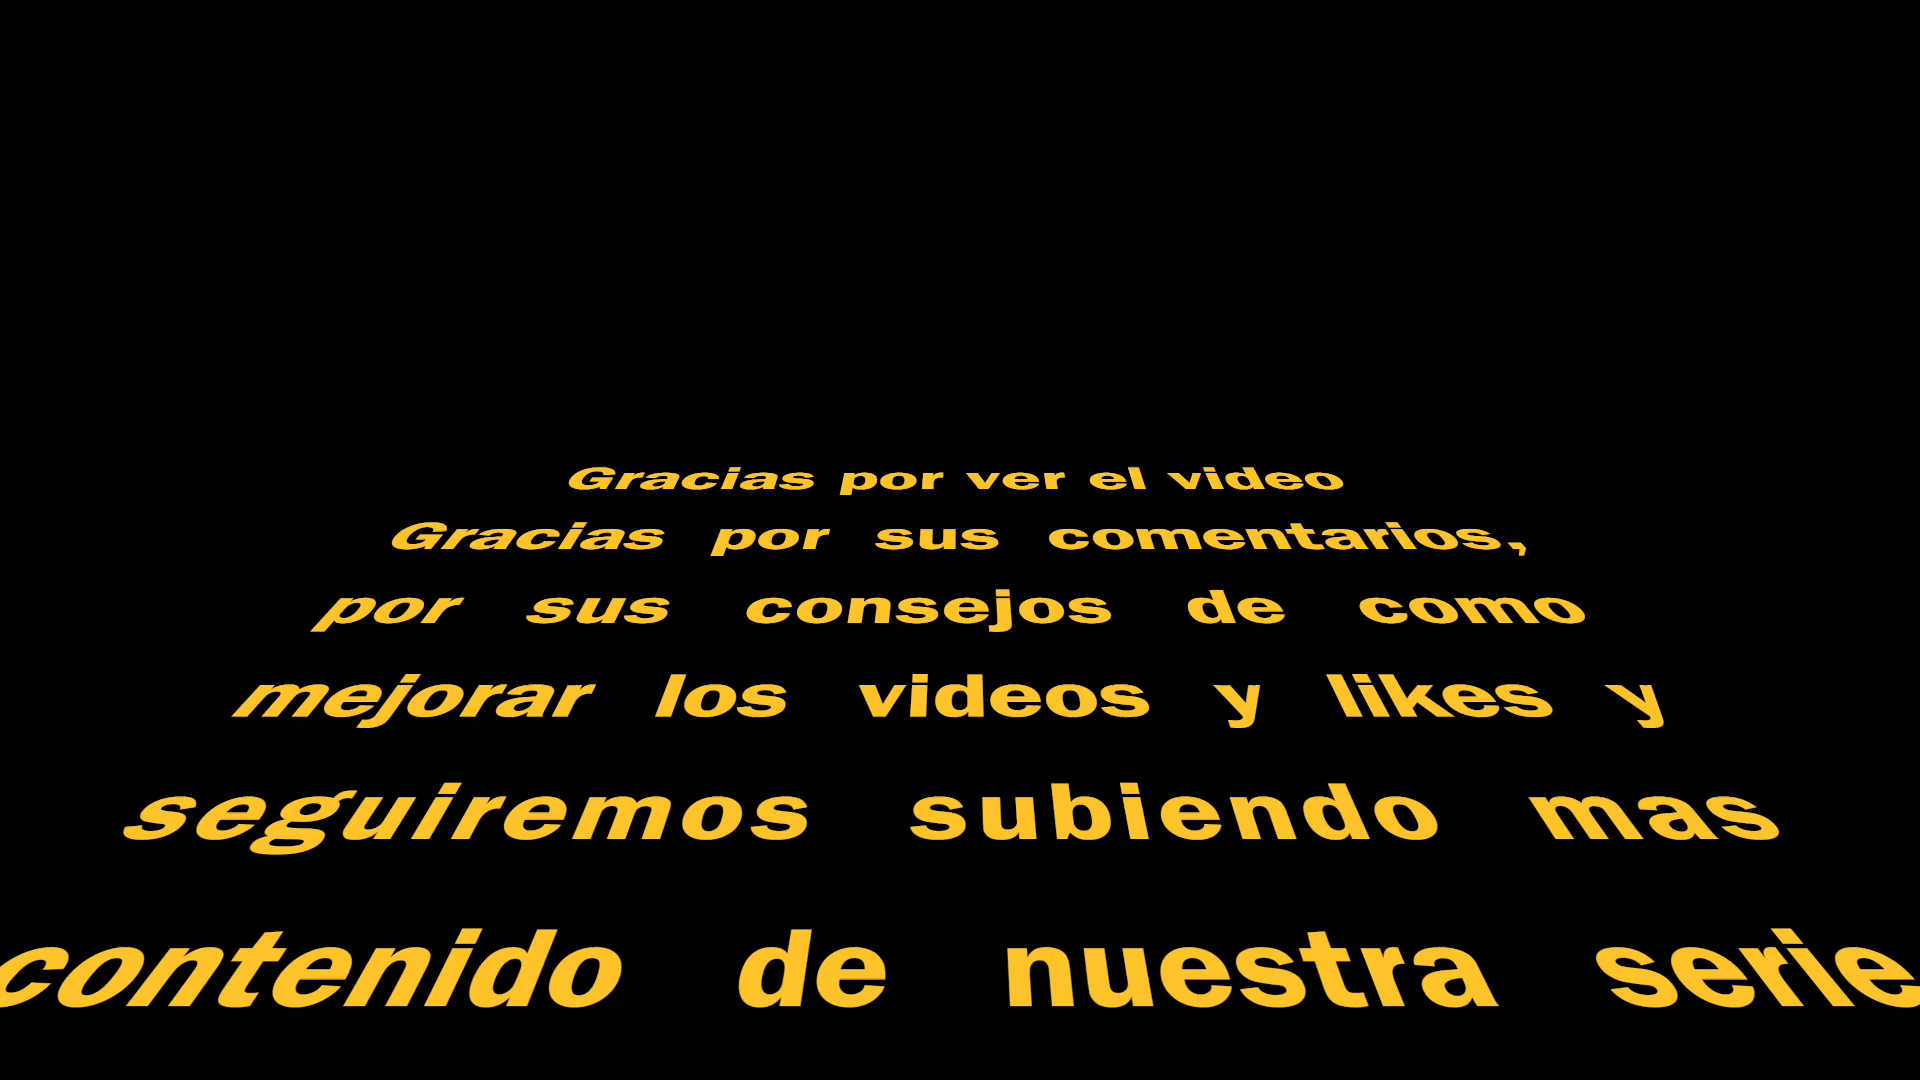 Gracias por ver el video
Gracias por sus comentarios,
por sus consejos de como
mejorar los videos y likes y
seguiremos subiendo mas
contenido de nuestra serie